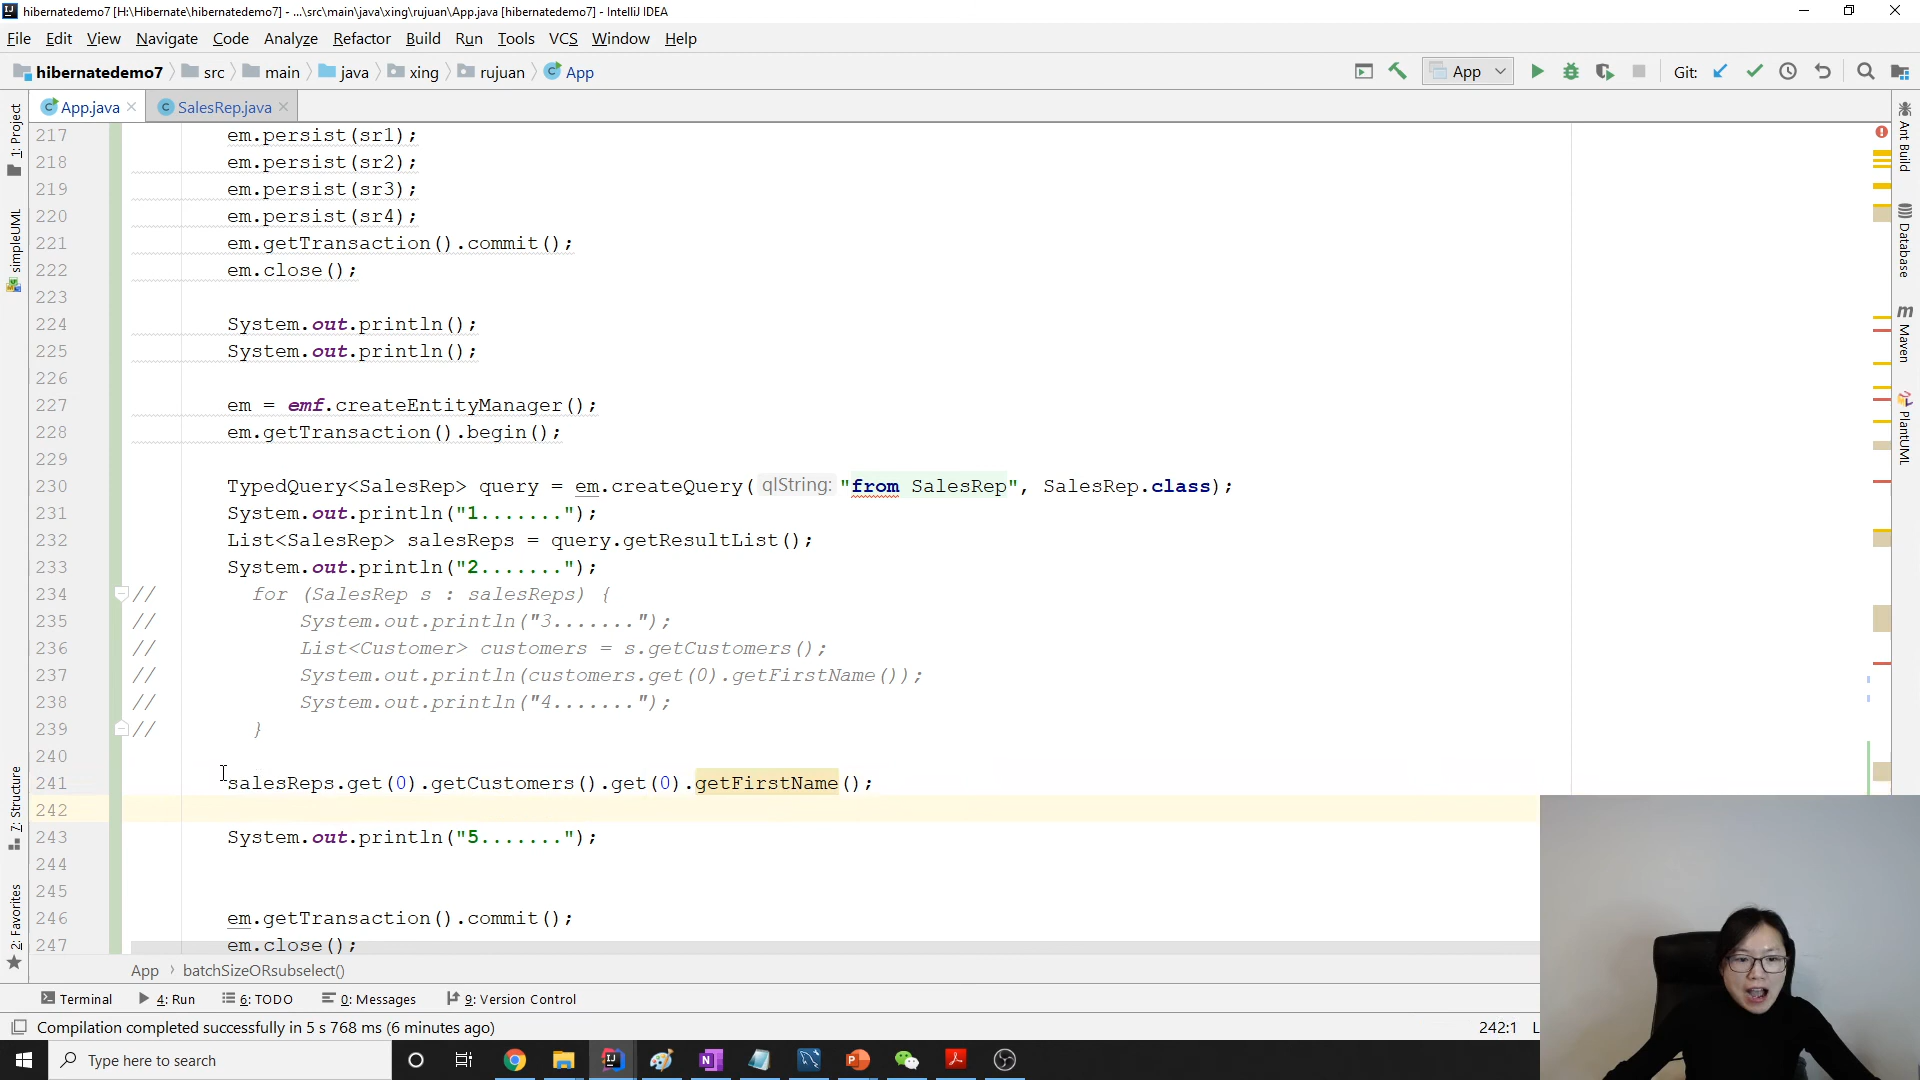 hibernatedemo7 [H:\Hibernate\hibernatedemo7] - ...\src\main\java\xing\rujuan\App.java [hibernatedemo7] - IntelliJ IDEA
File Edit View Navigate Code Analyze Refactor Build Run Tools VCS Window Help
hibernatedemo7 src main java xing rujuan App App Git:
App.java SalesRep.java
1: Project
simpleUML
7: Structure
2: Favorites
217 em.persist(sr1);
218 em.persist(sr2);
219 em.persist(sr3);
220 em.persist(sr4);
221 em.getTransaction().commit();
222 em.close();
223
224 System.out.println();
225 System.out.println();
226
227 em = emf.createEntityManager();
228 em.getTransaction().begin();
229
230 TypedQuery<SalesRep> query = em.createQuery( qlString: "from SalesRep", SalesRep.class);
231 System.out.println("1.......");
232 List<SalesRep> salesReps = query.getResultList();
233 System.out.println("2.......");
234 // for (SalesRep s : salesReps) {
235 // System.out.println("3.......");
236 // List<Customer> customers = s.getCustomers();
237 // System.out.println(customers.get(0).getFirstName());
238 // System.out.println("4.......");
239 // }
240
241 salesReps.get(0).getCustomers().get(0).getFirstName();
242
243 System.out.println("5.......");
244
245
246 em.getTransaction().commit();
247 em.close();
Ant Build
Database
Maven
PlantUML
App batchSizeORsubselect()
Terminal 4: Run 6: TODO 0: Messages 9: Version Control
Compilation completed successfully in 5 s 768 ms (6 minutes ago) 242:1
Type here to search